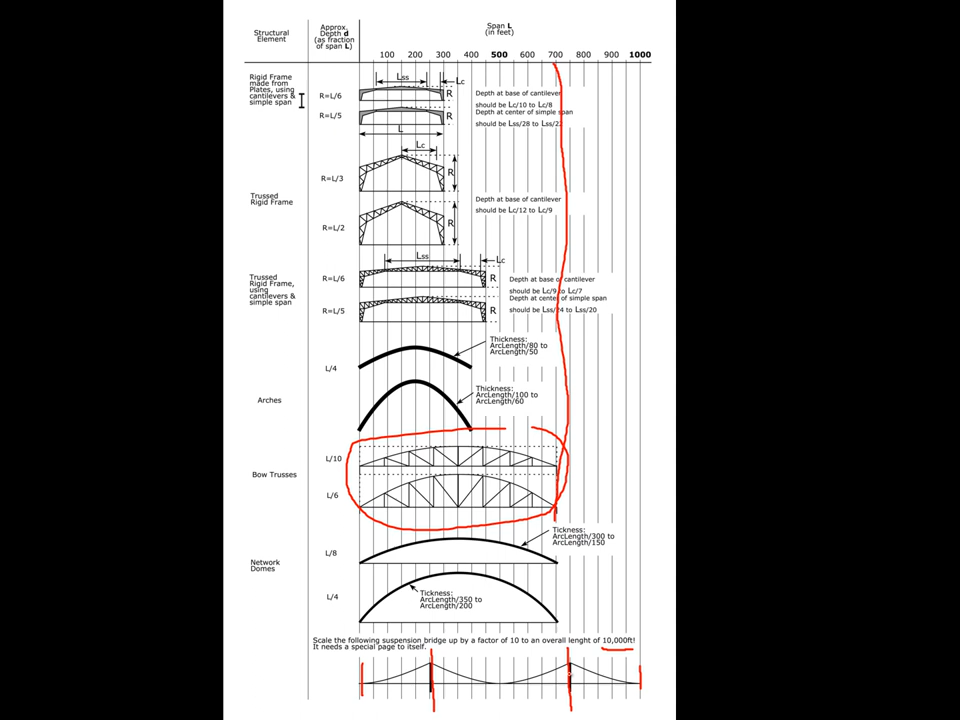 Structural
Element
Approx.
Depth d
(as fraction
of span L)
Span L
(in feet)
100 200 300 400 500 600 700 800 900 1000
Rigid Frame
made from
Plates, using
cantilevers &
simple span
R=L/6
R=L/5
Lss
Lc
R
R
L
Depth at base of cantilever
should be Lc/10 to Lc/8
Depth at center of simple span
should be Lss/28 to Lss/22
Trussed
Rigid Frame
R=L/3
R=L/2
Lc
R
R
Depth at base of cantilever
should be Lc/12 to Lc/9
Trussed
Rigid Frame,
using
cantilevers &
simple span
R=L/6
R=L/5
Lss
Lc
R
R
Depth at base of cantilever
should be Lc/9 to Lc/7
Depth at center of simple span
should be Lss/24 to Lss/20
Arches
L/4
Thickness:
ArcLength/80 to
ArcLength/50
Thickness:
ArcLength/100 to
ArcLength/60
Bow Trusses
L/10
L/6
Network
Domes
L/8
L/4
Tickness:
ArcLength/300 to
ArcLength/150
Tickness:
ArcLength/350 to
ArcLength/200
Scale the following suspension bridge up by a factor of 10 to an overall lenght of 10,000ft!
It needs a special page to itself.